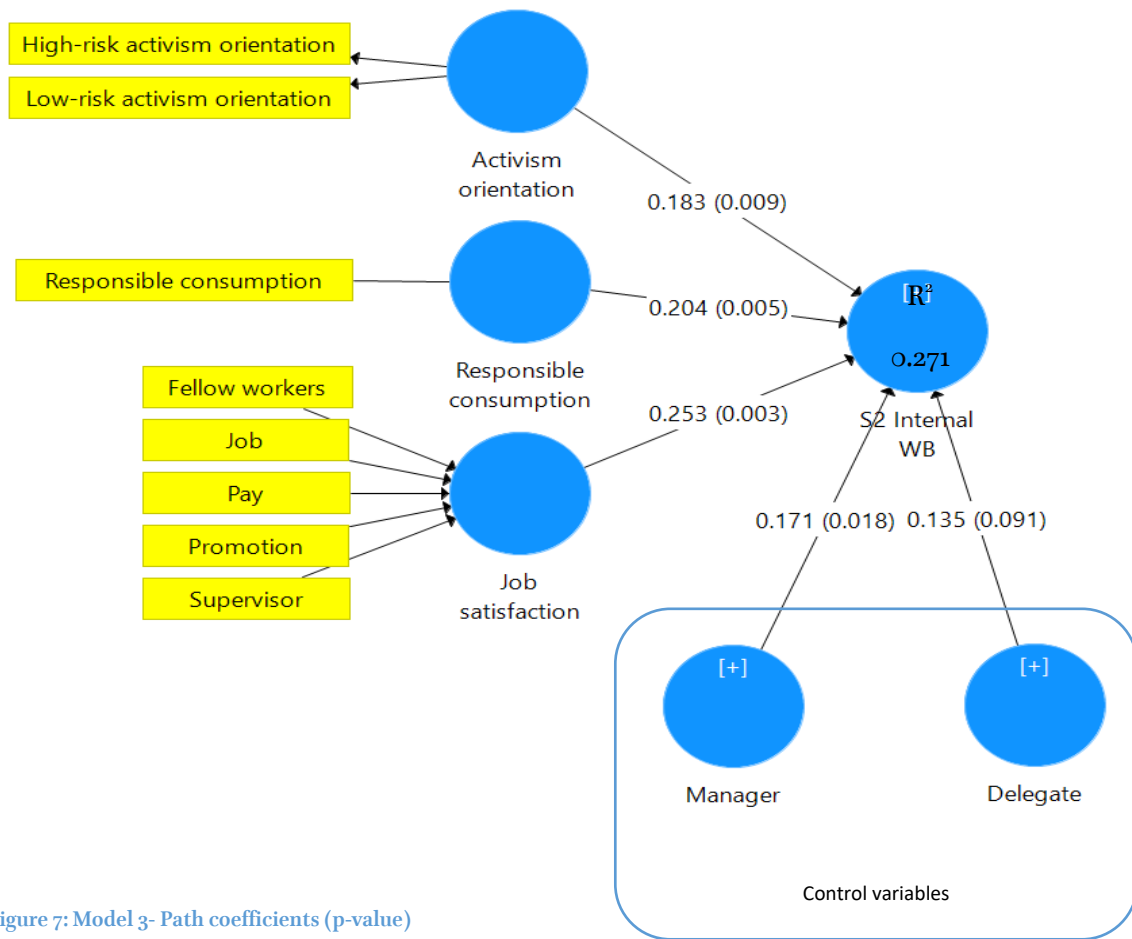 High-risk activism orientation
Low-risk activism orientation
Activism
orientation
0.183 (0.009)
Responsible consumption
0.204 (0.005)
R²
0.271
Responsible
consumption
Fellow workers
Job
Pay
Promotion
Supervisor
0.253 (0.003)
S2 Internal
WB
Job
satisfaction
0.171 (0.018)
0.135 (0.091)
[+]
[+]
Manager
Delegate
Control variables
igure 7: Model 3- Path coefficients (p-value)